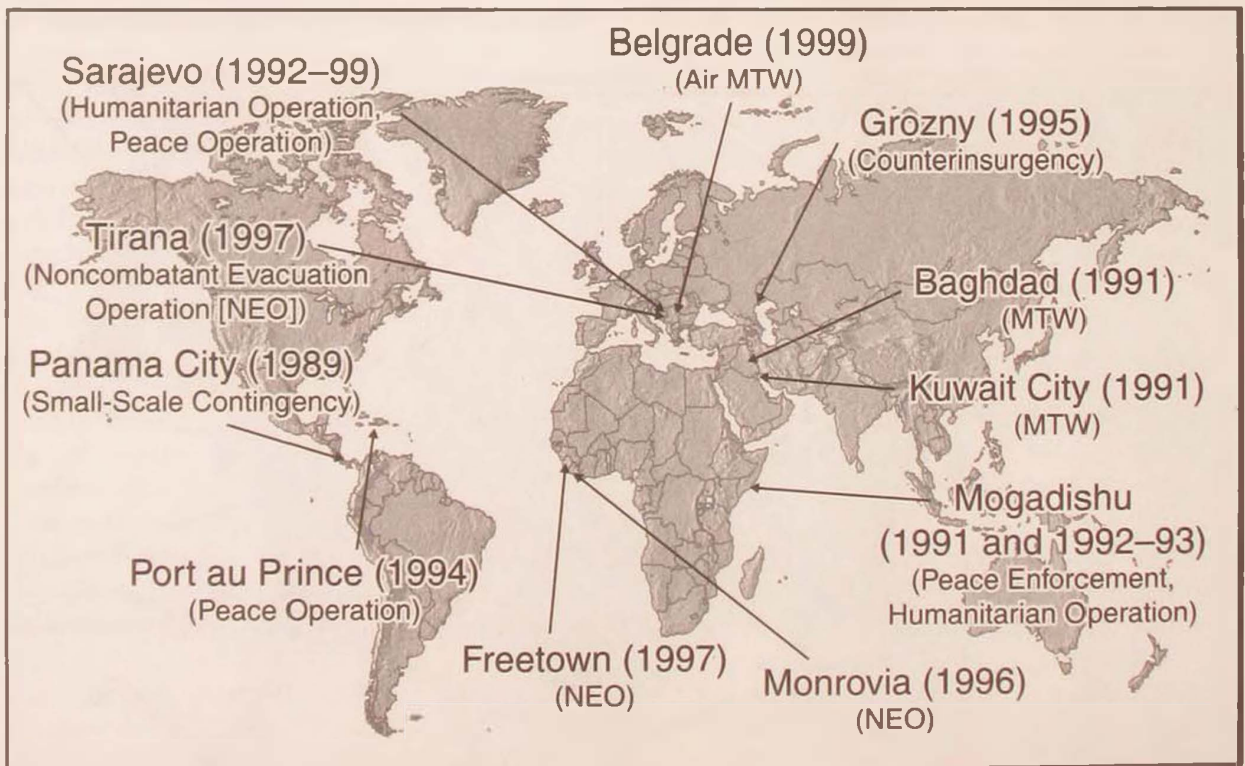 Belgrade (1999)
(Air MTW)
Sarajevo (1992–99)
(Humanitarian Operation,
Peace Operation)
Grozny (1995)
(Counterinsurgency)
Tirana (1997)
(Noncombatant Evacuation
Operation [NEO])
Baghdad (1991)
(MTW)
Panama City (1989)
(Small-Scale Contingency)
Kuwait City (1991)
(MTW)
Mogadishu
(1991 and 1992–93)
(Peace Enforcement,
Humanitarian Operation)
Port au Prince (1994)
(Peace Operation)
Freetown (1997)
(NEO)
Monrovia (1996)
(NEO)